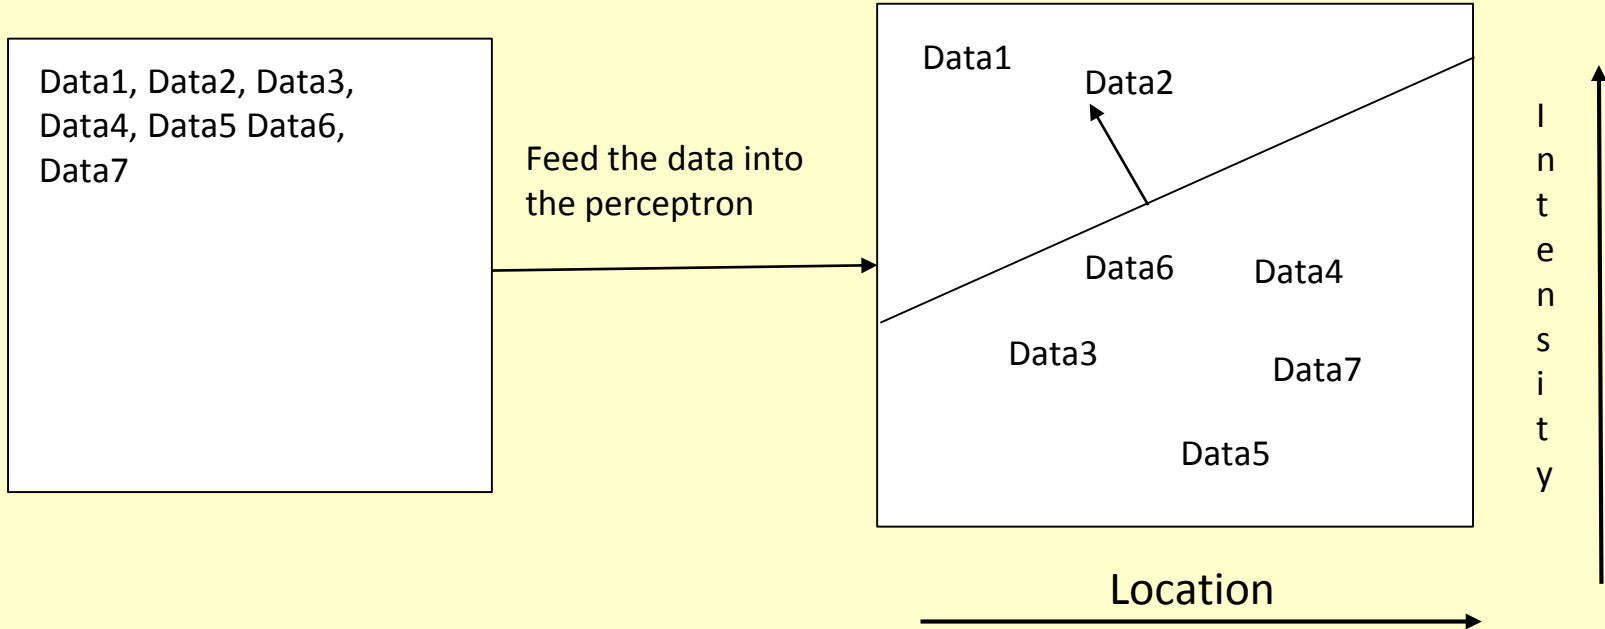 Data1, Data2, Data3,
Data4, Data5 Data6,
Data7
Feed the data into
the perceptron
Data1
Data2
Data6
Data4
Data3
Data7
Data5
Intensity
Location